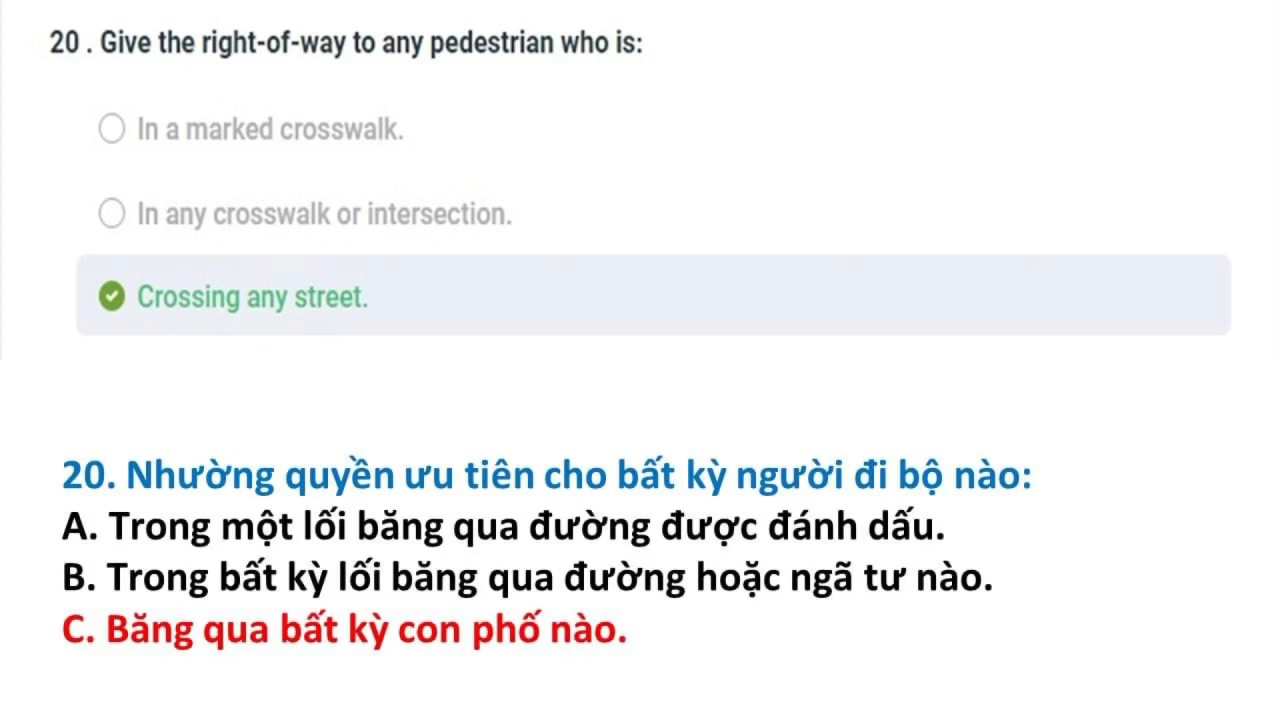 20 . Give the right-of-way to any pedestrian who is:
In a marked crosswalk.
In any crosswalk or intersection.
Crossing any street.
20. Nhường quyền ưu tiên cho bất kỳ người đi bộ nào:
A. Trong một lối băng qua đường được đánh dấu.
B. Trong bất kỳ lối băng qua đường hoặc ngã tư nào.
C. Băng qua bất kỳ con phố nào.